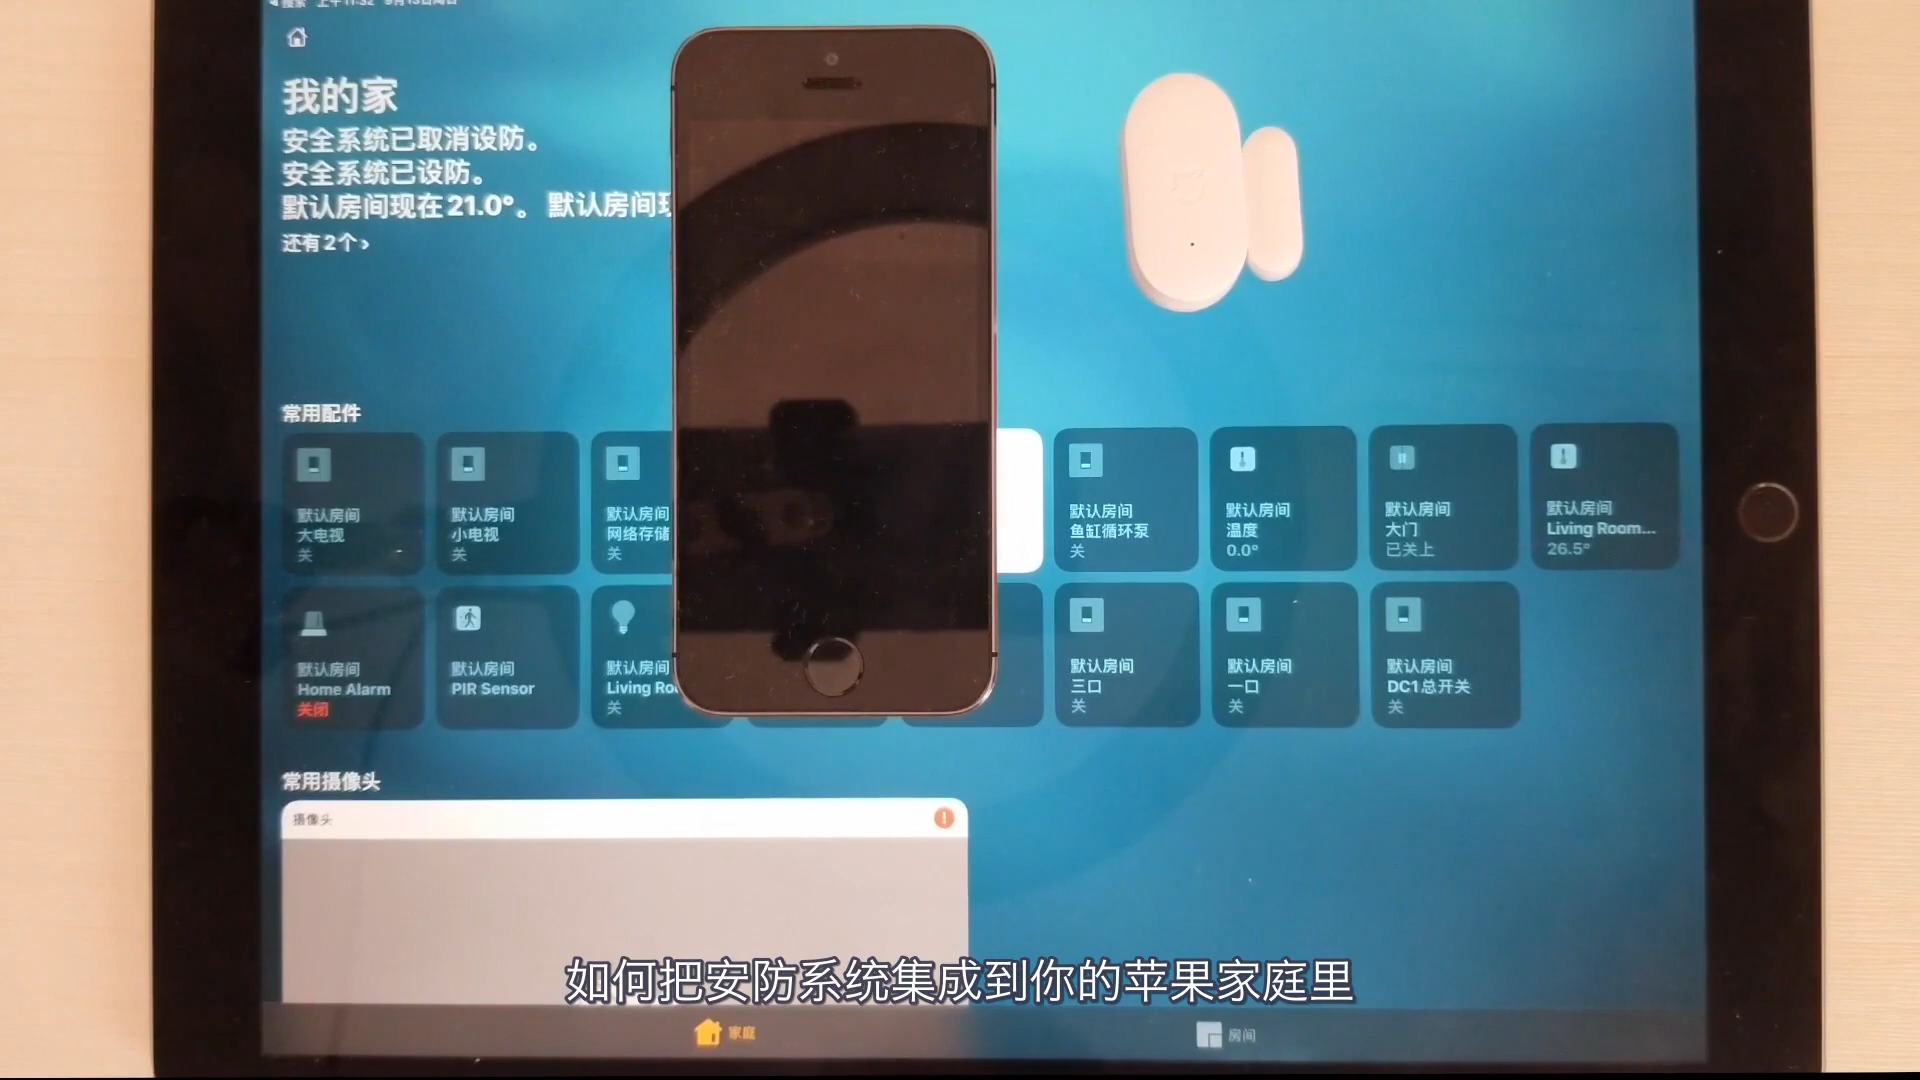 我的家
安全系统已取消设防。
安全系统已设防。
默认房间现在21.0°。 默认房间现
还有2个›
常用配件
默认房间
大电视
关
默认房间
小电视
关
默认房间
网络存储
关
默认房间
鱼缸循环泵
关
默认房间
温度
0.0°
默认房间
大门
已关上
默认房间
Living Room...
26.5°
默认房间
Home Alarm
关闭
默认房间
PIR Sensor
默认房间
Living Ro
关
默认房间
三口
关
默认房间
一口
关
默认房间
DC1总开关
关
常用摄像头
摄像头
如何把安防系统集成到你的苹果家庭里
家庭
房间